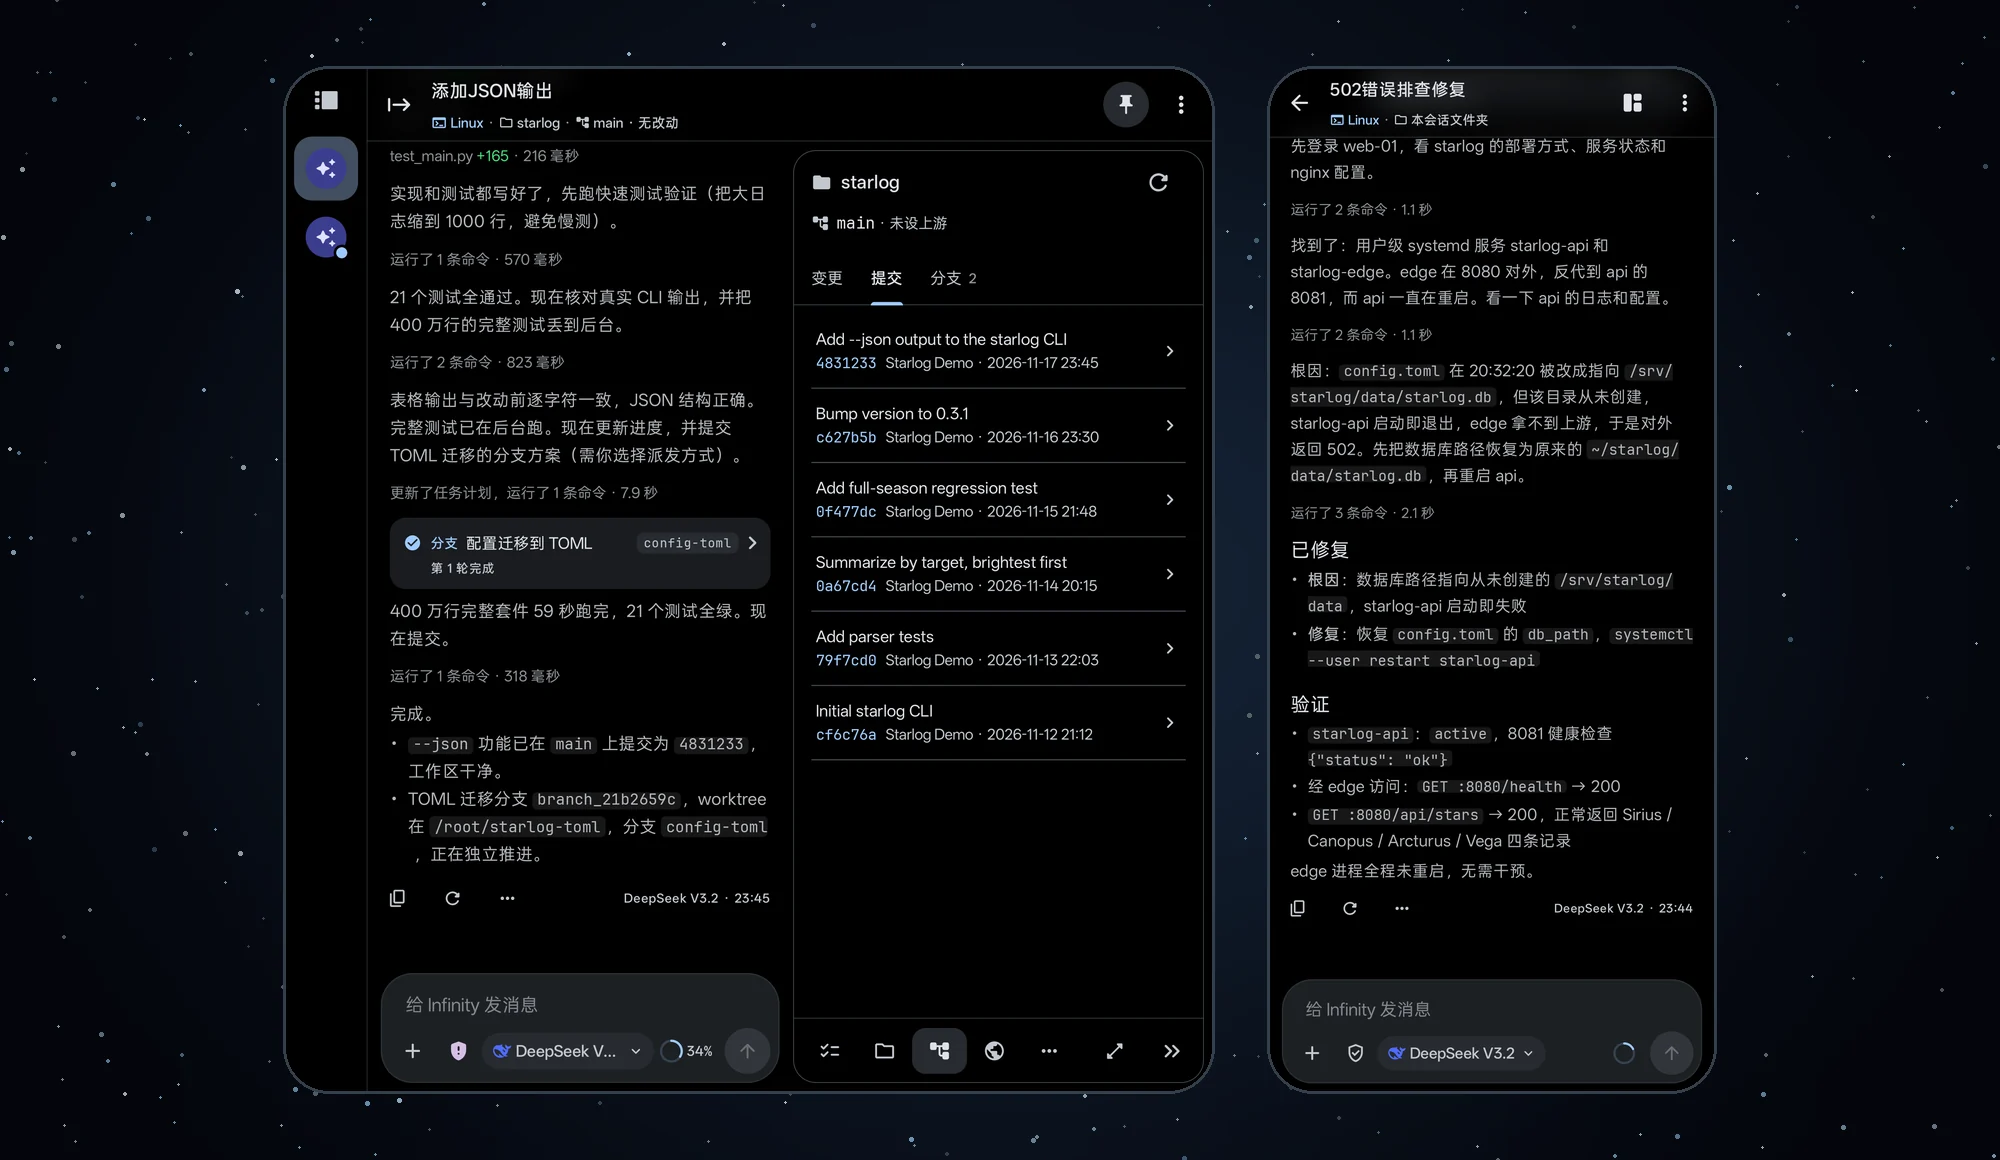 添加JSON输出
Linux · starlog · main · 无改动
test_main.py +165 · 216 毫秒
实现和测试都写好了，先跑快速测试验证（把大日
志缩到 1000 行，避免慢测）。
运行了 1 条命令 · 570 毫秒
21 个测试全通过。现在核对真实 CLI 输出，并把
400 万行的完整测试丢到后台。
运行了 2 条命令 · 823 毫秒
表格输出与改动前逐字符一致，JSON 结构正确。
完整测试已在后台跑。现在更新进度，并提交
TOML 迁移的分支方案（需你选择派发方式）。
更新了任务计划，运行了 1 条命令 · 7.9 秒
分支 配置迁移到 TOML config-toml
第 1 轮完成
400 万行完整套件 59 秒跑完，21 个测试全绿。现
在提交。
运行了 1 条命令 · 318 毫秒
完成。
• --json 功能已在 main 上提交为 4831233，
工作区干净。
• TOML 迁移分支 branch_21b2659c，worktree
在 /root/starlog-toml，分支 config-toml
，正在独立推进。
DeepSeek V3.2 · 23:45
给 Infinity 发消息
DeepSeek V... 34%
starlog
main · 未设上游
变更 提交 分支 2
Add --json output to the starlog CLI
4831233 Starlog Demo · 2026-11-17 23:45
Bump version to 0.3.1
c627b5b Starlog Demo · 2026-11-16 23:30
Add full-season regression test
0f477dc Starlog Demo · 2026-11-15 21:48
Summarize by target, brightest first
0a67cd4 Starlog Demo · 2026-11-14 20:15
Add parser tests
79f7cd0 Starlog Demo · 2026-11-13 22:03
Initial starlog CLI
cf6c76a Starlog Demo · 2026-11-12 21:12
502错误排查修复
Linux · 本会话文件夹
先登录 web-01，看 starlog 的部署方式、服务状态和
nginx 配置。
运行了 2 条命令 · 1.1 秒
找到了：用户级 systemd 服务 starlog-api 和
starlog-edge。edge 在 8080 对外，反代到 api 的
8081，而 api 一直在重启。看一下 api 的日志和配置。
运行了 2 条命令 · 1.1 秒
根因：config.toml 在 20:32:20 被改成指向 /srv/
starlog/data/starlog.db，但该目录从未创建，
starlog-api 启动即退出，edge 拿不到上游，于是对外
返回 502。先把数据库路径恢复为原来的 ~/starlog/
data/starlog.db，再重启 api。
运行了 3 条命令 · 2.1 秒
已修复
• 根因：数据库路径指向从未创建的 /srv/starlog/
data，starlog-api 启动即失败
• 修复：恢复 config.toml 的 db_path，systemctl
--user restart starlog-api
验证
• starlog-api：active，8081 健康检查
{"status": "ok"}
• 经 edge 访问：GET :8080/health → 200
• GET :8080/api/stars → 200，正常返回 Sirius /
Canopus / Arcturus / Vega 四条记录
edge 进程全程未重启，无需干预。
DeepSeek V3.2 · 23:44
给 Infinity 发消息
DeepSeek V3.2